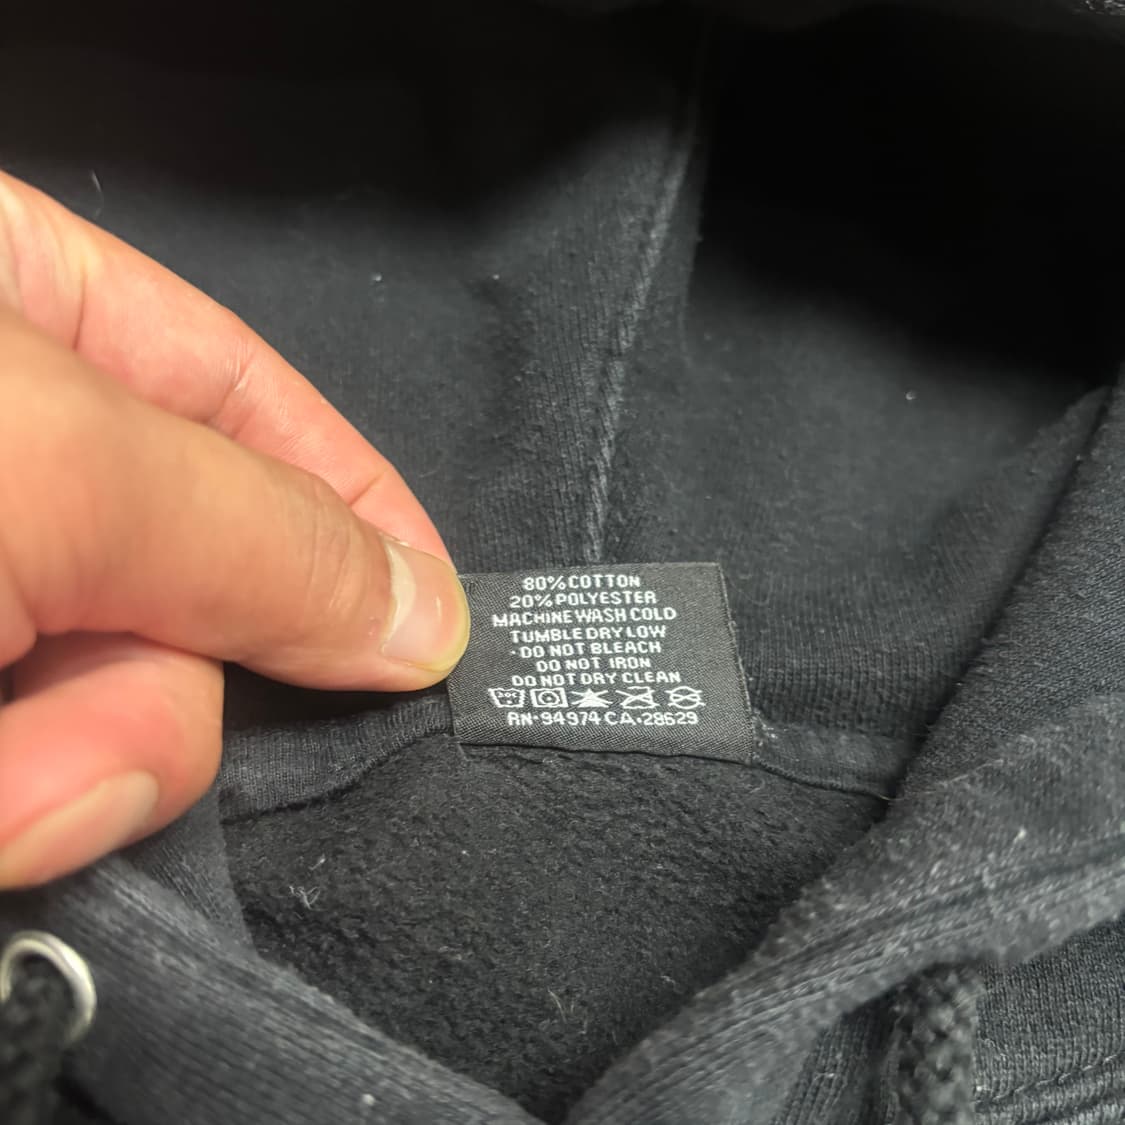 80% COTTON
20% POLYESTER
MACHINE WASH COLD
TUMBLE DRY LOW
·DO NOT BLEACH
DO NOT IRON
DO NOT DRY CLEAN
30C
RN·94974 CA·28629